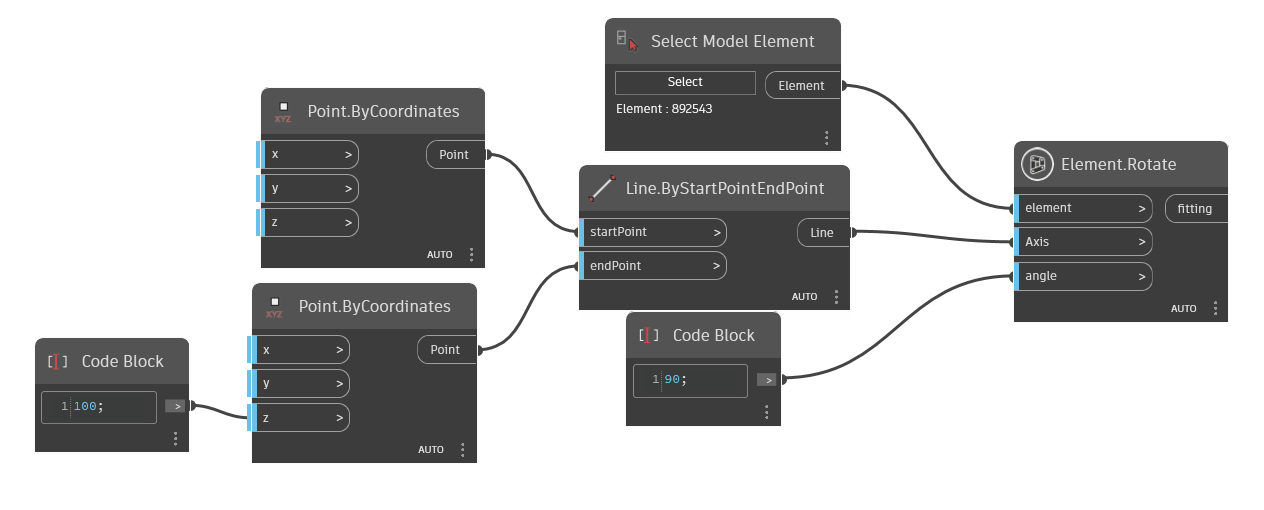 Select Model Element
Select
Element
Element : 892543
Point.ByCoordinates
x >
Point
y >
z >
AUTO
Line.ByStartPointEndPoint
startPoint >
Line
endPoint >
AUTO
Element.Rotate
element >
fitting
Axis >
angle >
AUTO
Point.ByCoordinates
x >
Point
y >
z >
AUTO
Code Block
1 100;
>
Code Block
1 90;
>
XYZ
XYZ